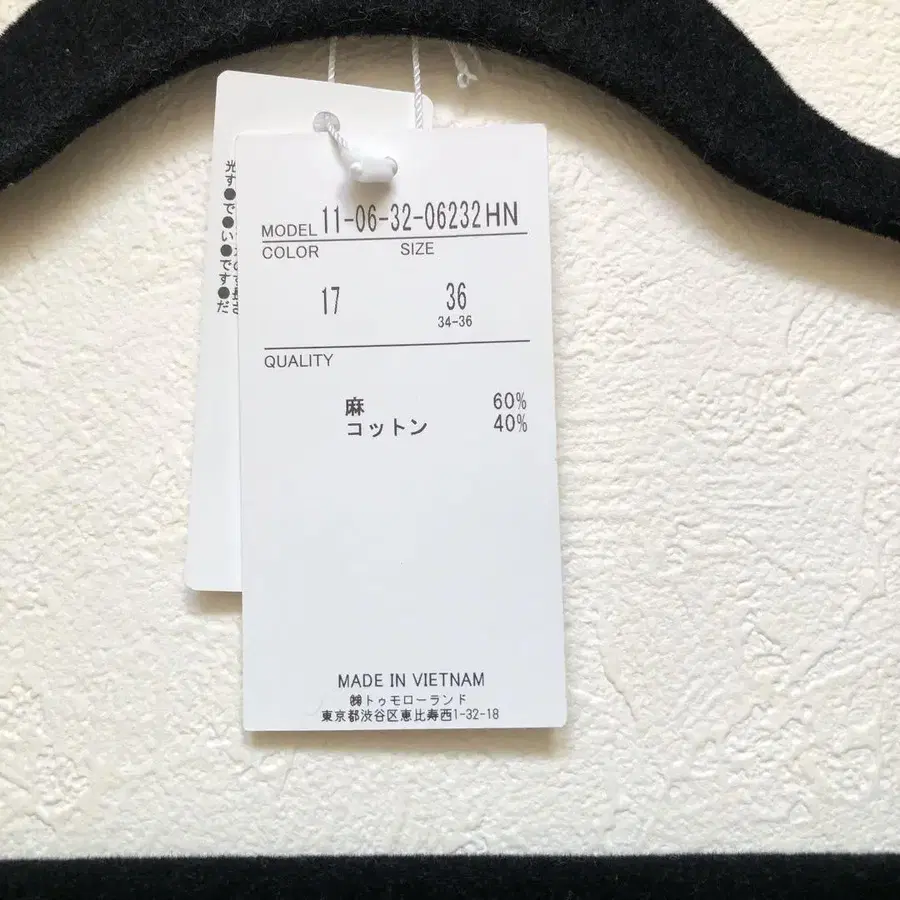 MODEL 11-06-32-06232HN
COLOR SIZE
17 36
34-36
QUALITY
麻 60%
コットン 40%
MADE IN VIETNAM
㈱トゥモローランド
東京都渋谷区恵比寿西1-32-18